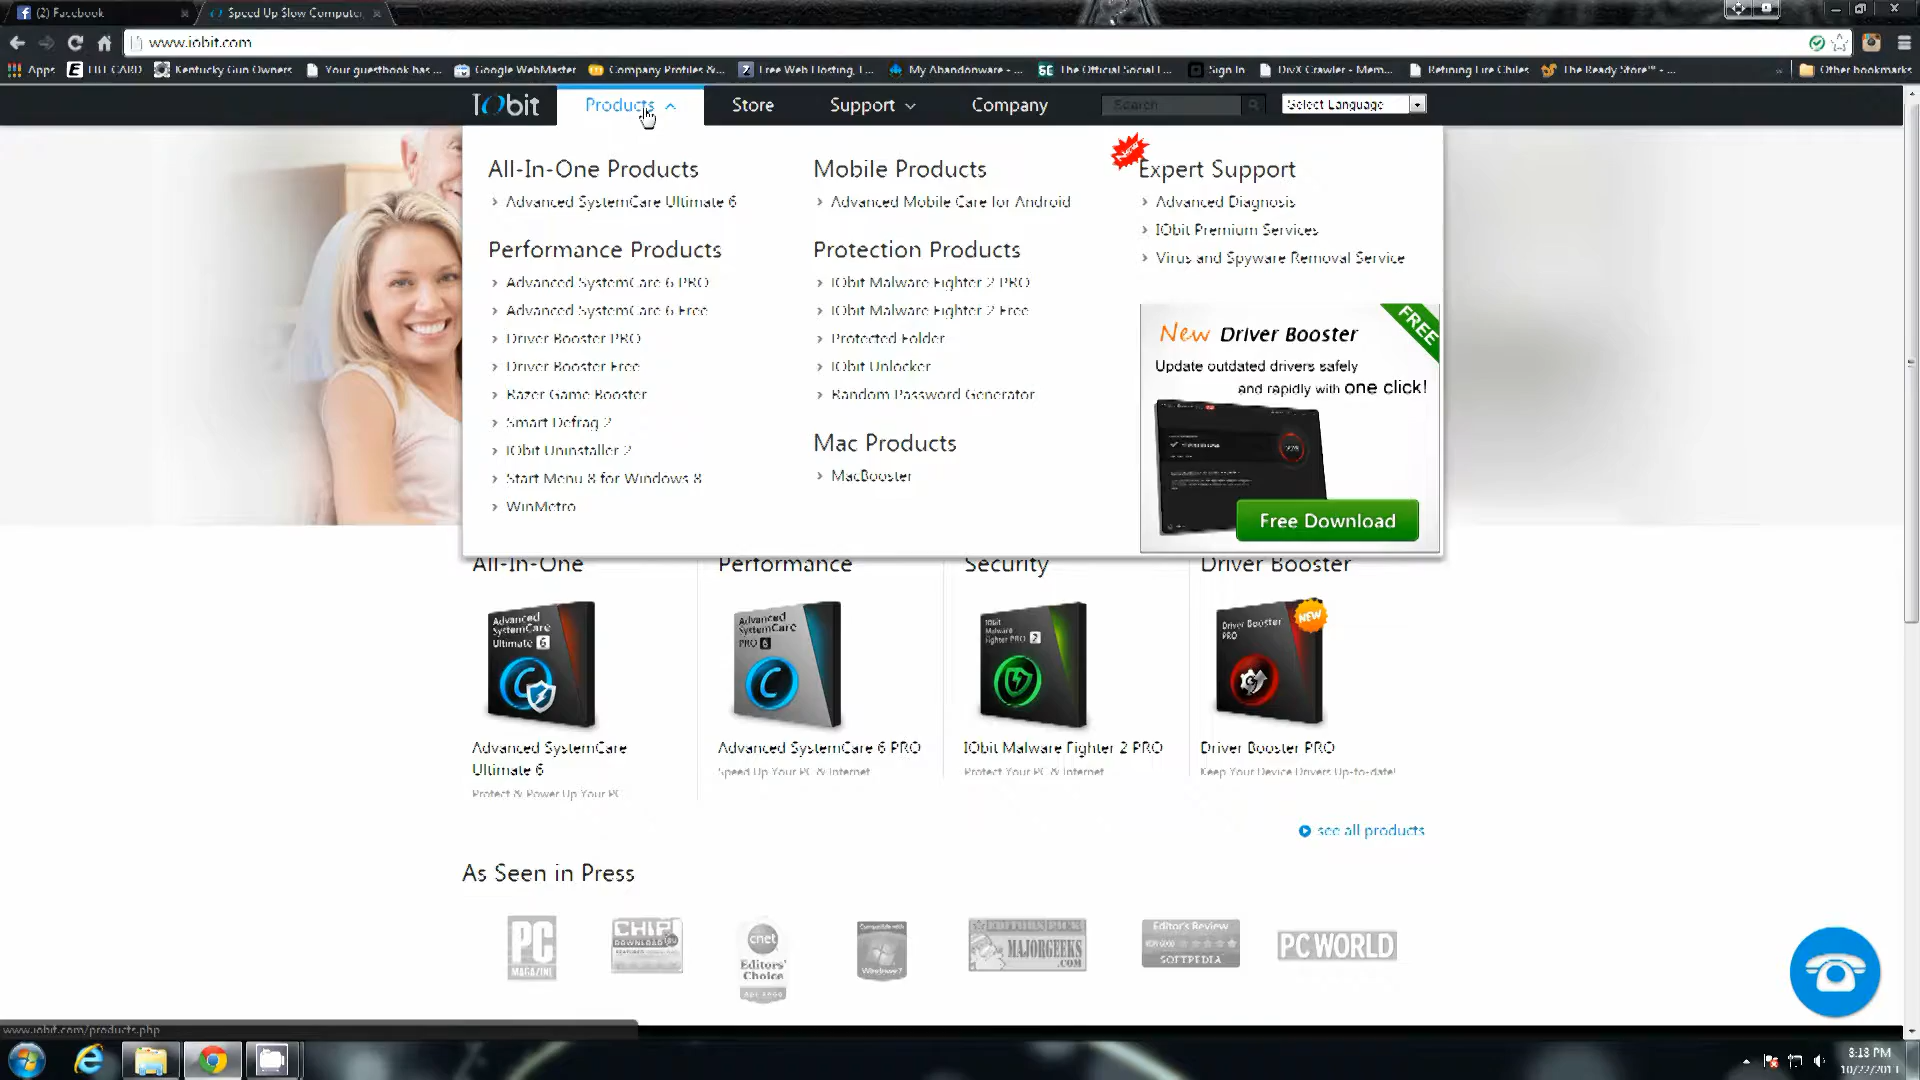 (2) Facebook
Speed Up Slow Computer
www.iobit.com
Apps
Kentucky Gun Owners
Your guestbook has ...
Google WebMaster
Company Profiles &...
Free Web Hosting, ...
My Abandonware - ...
The Official Social ...
Sign In
DivX Crawler - Mem...
Refining Fire Chiles
The Ready Store™ - ...
Other bookmarks
IObit
Products
Store
Support
Company
Search
Select Language
All-In-One Products
Advanced SystemCare Ultimate 6
Performance Products
Advanced SystemCare 6 PRO
Advanced SystemCare 6 Free
Driver Booster PRO
Driver Booster Free
Razer Game Booster
Smart Defrag 2
IObit Uninstaller 2
Start Menu 8 for Windows 8
WinMetro
Mobile Products
Advanced Mobile Care for Android
Protection Products
IObit Malware Fighter 2 PRO
IObit Malware Fighter 2 Free
Protected Folder
IObit Unlocker
Random Password Generator
Mac Products
MacBooster
New
Expert Support
Advanced Diagnosis
IObit Premium Services
Virus and Spyware Removal Service
New Driver Booster
FREE
Update outdated drivers safely
and rapidly with one click!
Free Download
All-In-One
Performance
Security
Driver Booster
Advanced
SystemCare
Ultimate 6
Advanced
SystemCare
PRO 6
IObit
Malware
Fighter PRO 2
Driver Booster
PRO
NEW
Advanced SystemCare
Ultimate 6
Protect & Power Up Your PC
Advanced SystemCare 6 PRO
Speed Up Your PC & Internet
IObit Malware Fighter 2 PRO
Protect Your PC & Internet
Driver Booster PRO
Keep Your Device Drivers Up-to-date!
see all products
As Seen in Press
PC
MAGAZINE
CHIP
DOWNLOAD
cnet
Editors'
Choice
Compatible with
Windows 7
EDITORS PICK
MAJORGEEKS
.COM
Editor's Review
SOFTPEDIA
PC WORLD
www.iobit.com/products.php
3:13 PM
10/22/2013